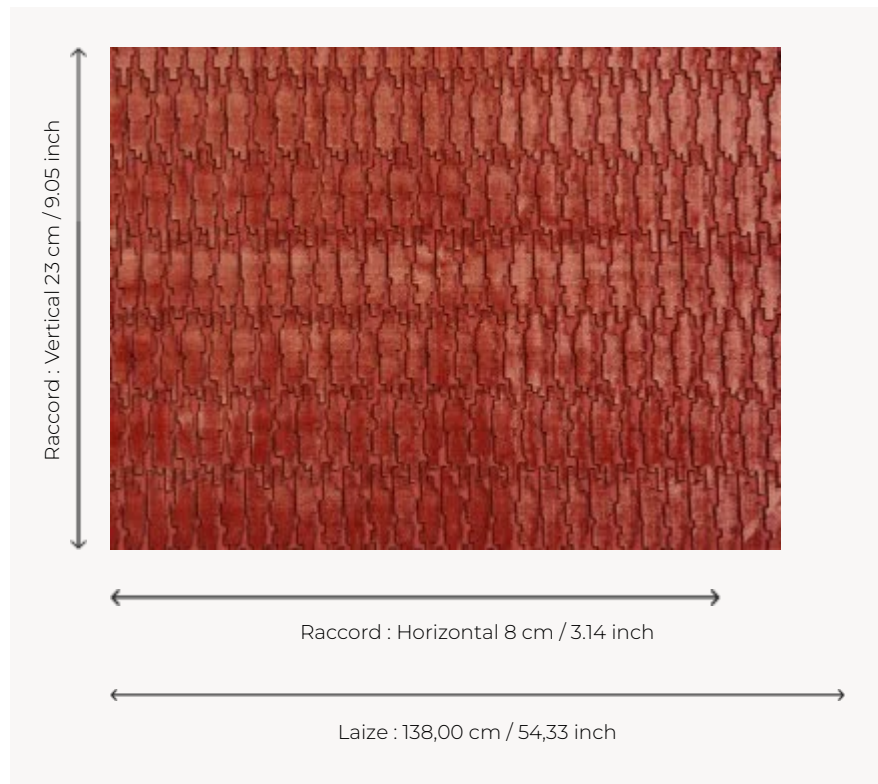 Raccord : Vertical 23 cm / 9.05 inch
Raccord : Horizontal 8 cm / 3.14 inch
Laize : 138,00 cm / 54,33 inch